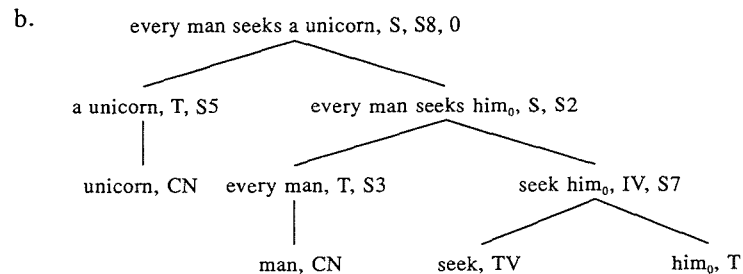 b.
every man seeks a unicorn, S, S8, 0
a unicorn, T, S5
every man seeks him₀, S, S2
unicorn, CN
every man, T, S3
seek him₀, IV, S7
man, CN
seek, TV
him₀, T